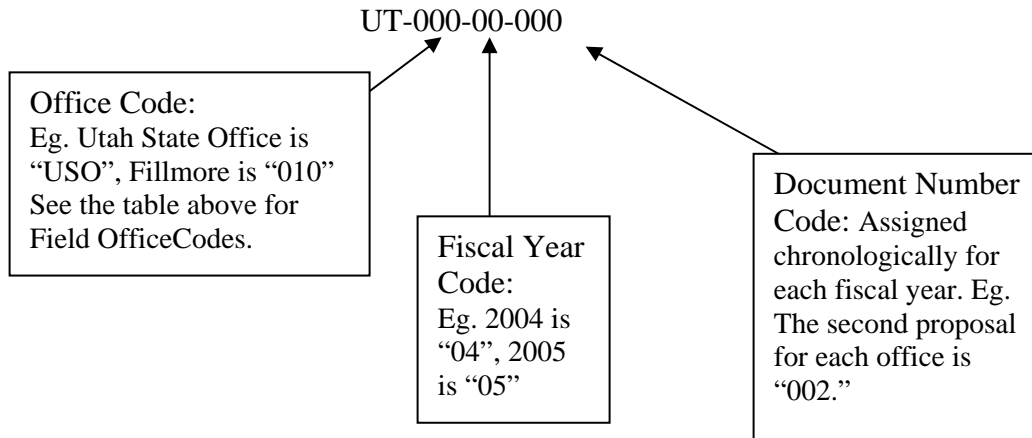 UT-000-00-000
Office Code:
Eg. Utah State Office is
“USO”, Fillmore is “010”
See the table above for
Field OfficeCodes.
Fiscal Year
Code:
Eg. 2004 is
“04”, 2005
is “05”
Document Number
Code: Assigned
chronologically for
each fiscal year. Eg.
The second proposal
for each office is
“002.”